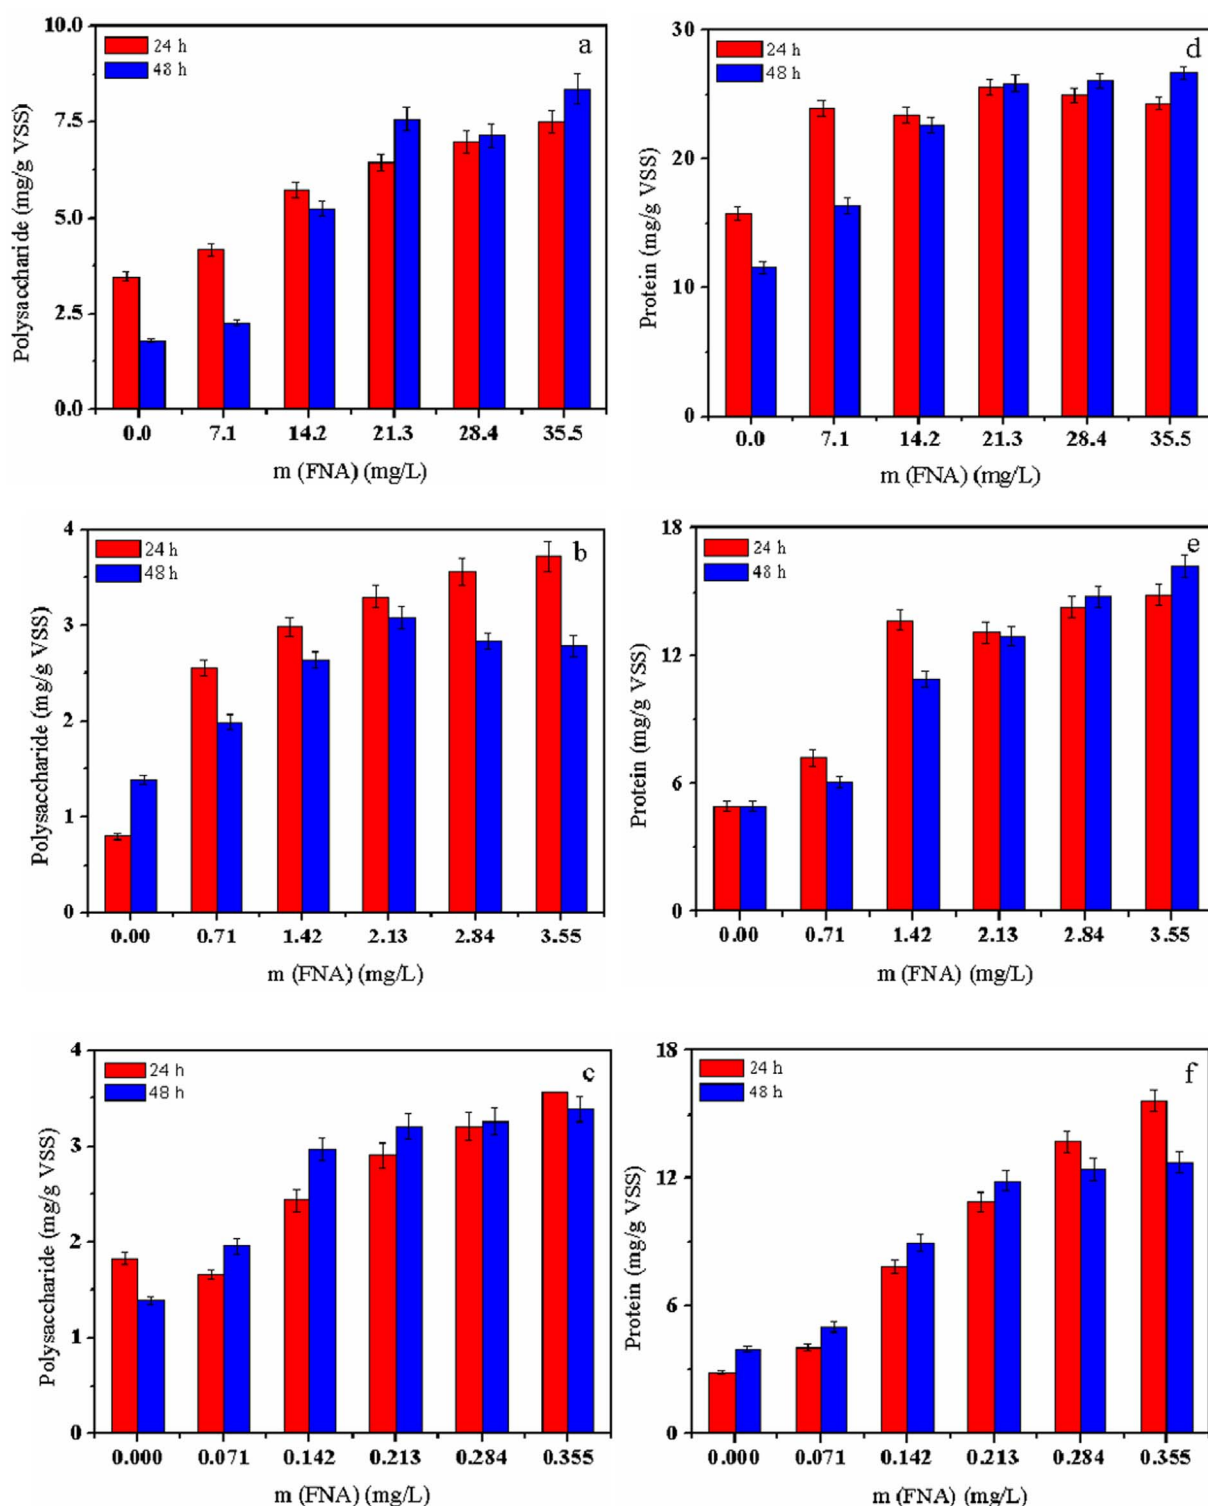 10.0
7.5
5.0
2.5
0.0
Polysaccharide (mg/g VSS)
24 h
48 h
a
0.0 7.1 14.2 21.3 28.4 35.5
m (FNA) (mg/L)
30
20
10
0
Protein (mg/g VSS)
24 h
48 h
d
0.0 7.1 14.2 21.3 28.4 35.5
m (FNA) (mg/L)
4
3
2
1
0
Polysaccharide (mg/g VSS)
24 h
48 h
b
0.00 0.71 1.42 2.13 2.84 3.55
m (FNA) (mg/L)
18
12
6
0
Protein (mg/g VSS)
24 h
48 h
e
0.00 0.71 1.42 2.13 2.84 3.55
m (FNA) (mg/L)
4
3
2
1
0
Polysaccharide (mg/g VSS)
24 h
48 h
c
0.000 0.071 0.142 0.213 0.284 0.355
m (FNA) (mg/L)
18
12
6
0
Protein (mg/g VSS)
24 h
48 h
f
0.000 0.071 0.142 0.213 0.284 0.355
m (FNA) (mg/L)